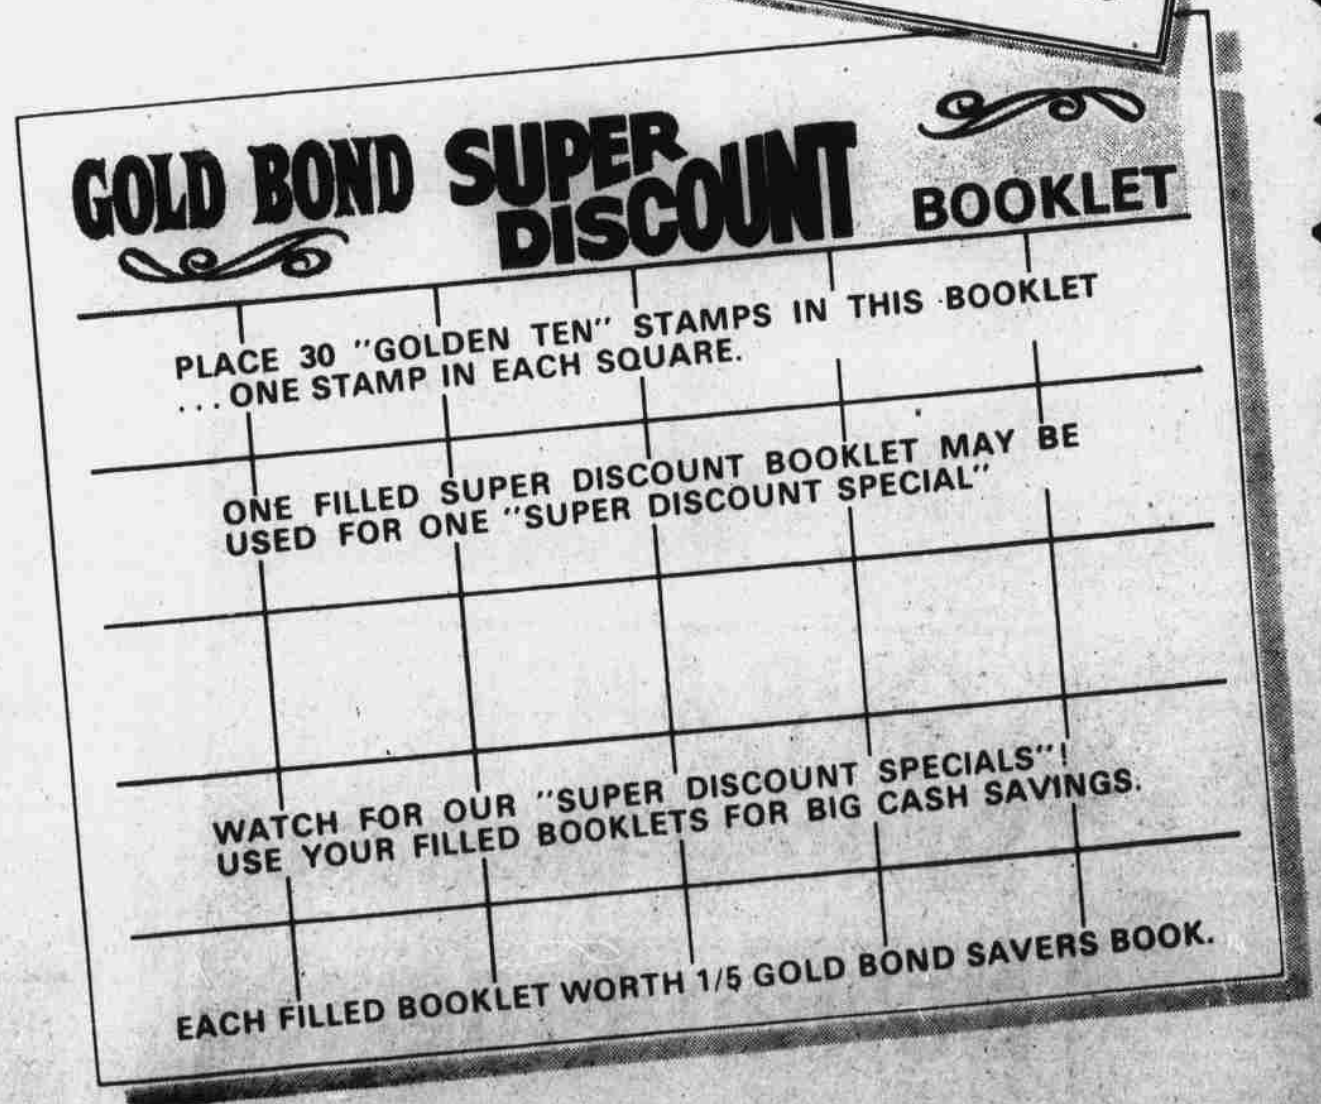 GOLD BOND SUPER DISCOUNT BOOKLET
PLACE 30 "GOLDEN TEN" STAMPS IN THIS BOOKLET
...ONE STAMP IN EACH SQUARE.
ONE FILLED SUPER DISCOUNT BOOKLET MAY BE
USED FOR ONE "SUPER DISCOUNT SPECIAL"
WATCH FOR OUR "SUPER DISCOUNT SPECIALS"!
USE YOUR FILLED BOOKLETS FOR BIG CASH SAVINGS.
EACH FILLED BOOKLET WORTH 1/5 GOLD BOND SAVERS BOOK.